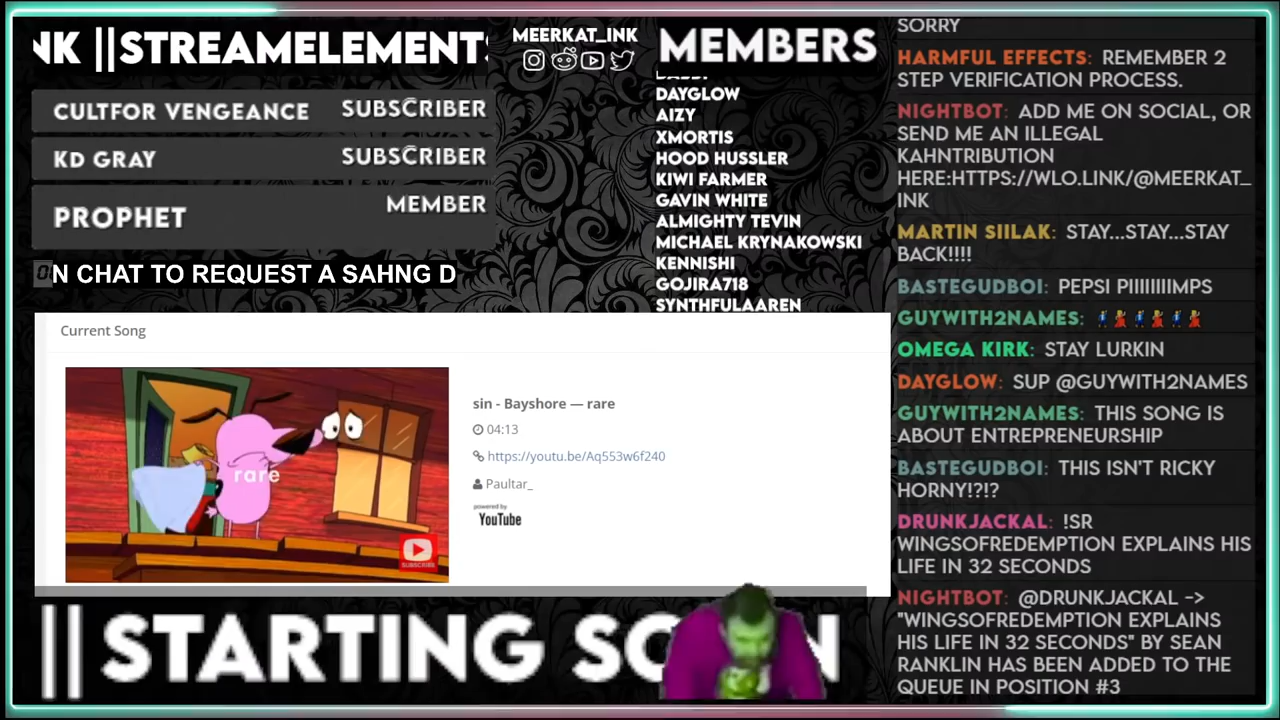 NK ||STREAMELEMENTS
CULTFOR VENGEANCE SUBSCRIBER
KD GRAY SUBSCRIBER
PROPHET MEMBER
N CHAT TO REQUEST A SAHNG D
MEERKAT_INK
MEMBERS
DAYGLOW
AIZY
XMORTIS
HOOD HUSSLER
KIWI FARMER
GAVIN WHITE
ALMIGHTY TEVIN
MICHAEL KRYNAKOWSKI
KENNISHI
GOJIRA718
SYNTHFULAAREN
Current Song
rare
SUBSCRIBE
sin - Bayshore — rare
04:13
https://youtu.be/Aq553w6f240
Paultar_
powered by
YouTube
|| STARTING
SORRY
HARMFUL EFFECTS: REMEMBER 2
STEP VERIFICATION PROCESS.
NIGHTBOT: ADD ME ON SOCIAL, OR
SEND ME AN ILLEGAL
KAHNTRIBUTION
HERE:HTTPS://WLO.LINK/@MEERKAT_
INK
MARTIN SIILAK: STAY...STAY...STAY
BACK!!!!
BASTEGUDBOI: PEPSI PIIIIIIIMPS
GUYWITH2NAMES:
OMEGA KIRK: STAY LURKIN
DAYGLOW: SUP @GUYWITH2NAMES
GUYWITH2NAMES: THIS SONG IS
ABOUT ENTREPRENEURSHIP
BASTEGUDBOI: THIS ISN'T RICKY
HORNY!?!?
DRUNKJACKAL: !SR
WINGSOFREDEMPTION EXPLAINS HIS
LIFE IN 32 SECONDS
NIGHTBOT: @DRUNKJACKAL ->
"WINGSOFREDEMPTION EXPLAINS
HIS LIFE IN 32 SECONDS" BY SEAN
RANKLIN HAS BEEN ADDED TO THE
QUEUE IN POSITION #3